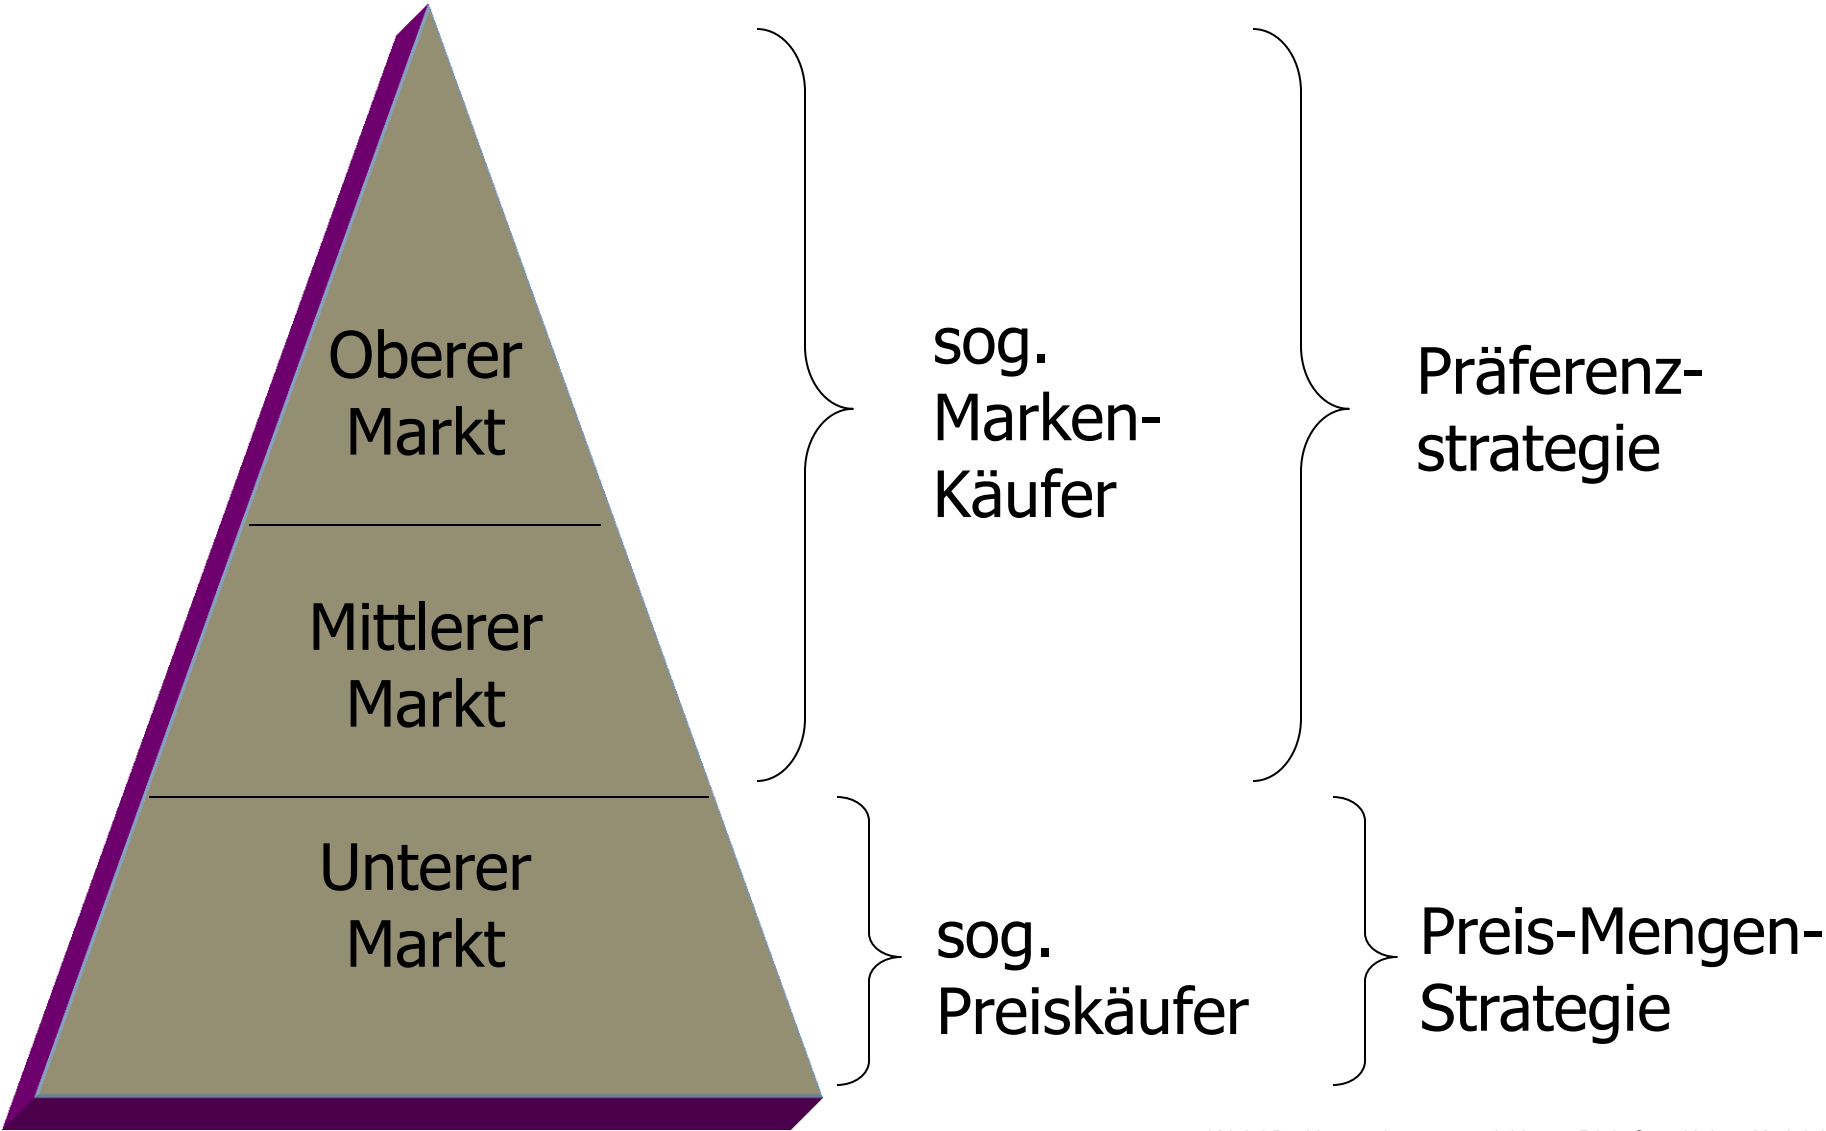 Oberer
Markt
sog.
Marken-
Käufer
Präferenz-
strategie
Mittlerer
Markt
Unterer
Markt
sog.
Preiskäufer
Preis-Mengen-
Strategie